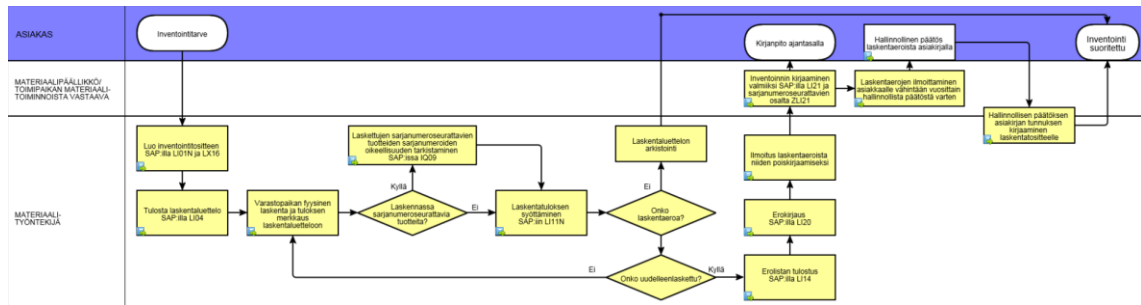 ASIAKAS
Inventointitarve
Kirjanpito ajantasalla
Hallinnollinen päätös
laskentaeroista asiakirjalla
Inventointi
suoritettu
MATERIAALIPÄÄLLIKKÖ/
TOIMIPAIKAN MATERIAALI-
TOIMINNOISTA VASTAAVA
Inventoinnin kirjaaminen
valmiiksi SAP:illa LI21 ja
sarjanumeroseurattavien
osalta ZLI21
Laskentaerojen ilmoittaminen
asiakkaalle vähintään vuosittain
hallinnollista päätöstä varten
Hallinnollisen päätöksen
asiakirjan tunnuksen
kirjaaminen
laskentatositteelle
MATERIAALI-
TYÖNTEKIJÄ
Luo inventointitositteen
SAP:illa LI01N ja LX16
Laskettujen sarjanumeroseurattavien
tuotteiden sarjanumeroiden
oikeellisuuden tarkistaminen
SAP:issa IQ09
Laskentaluettelon
arkistointi
Ilmoitus laskentaeroista
niiden poiskirjaamiseksi
Kyllä
Ei
Tulosta laskentaluettelo
SAP:illa LI04
Varastopaikan fyysinen
laskenta ja tuloksen
merkkaus
laskentaluetteloon
Laskennassa
sarjanumeroseurattavia
tuotteita?
Ei
Laskentatuloksen
syöttäminen
SAP:iin LI11N
Onko
laskentaeroa?
Erokirjaus
SAP:illa LI20
Ei
Onko uudelleenlaskettu?
Kyllä
Erolistan tulostus
SAP:illa LI14